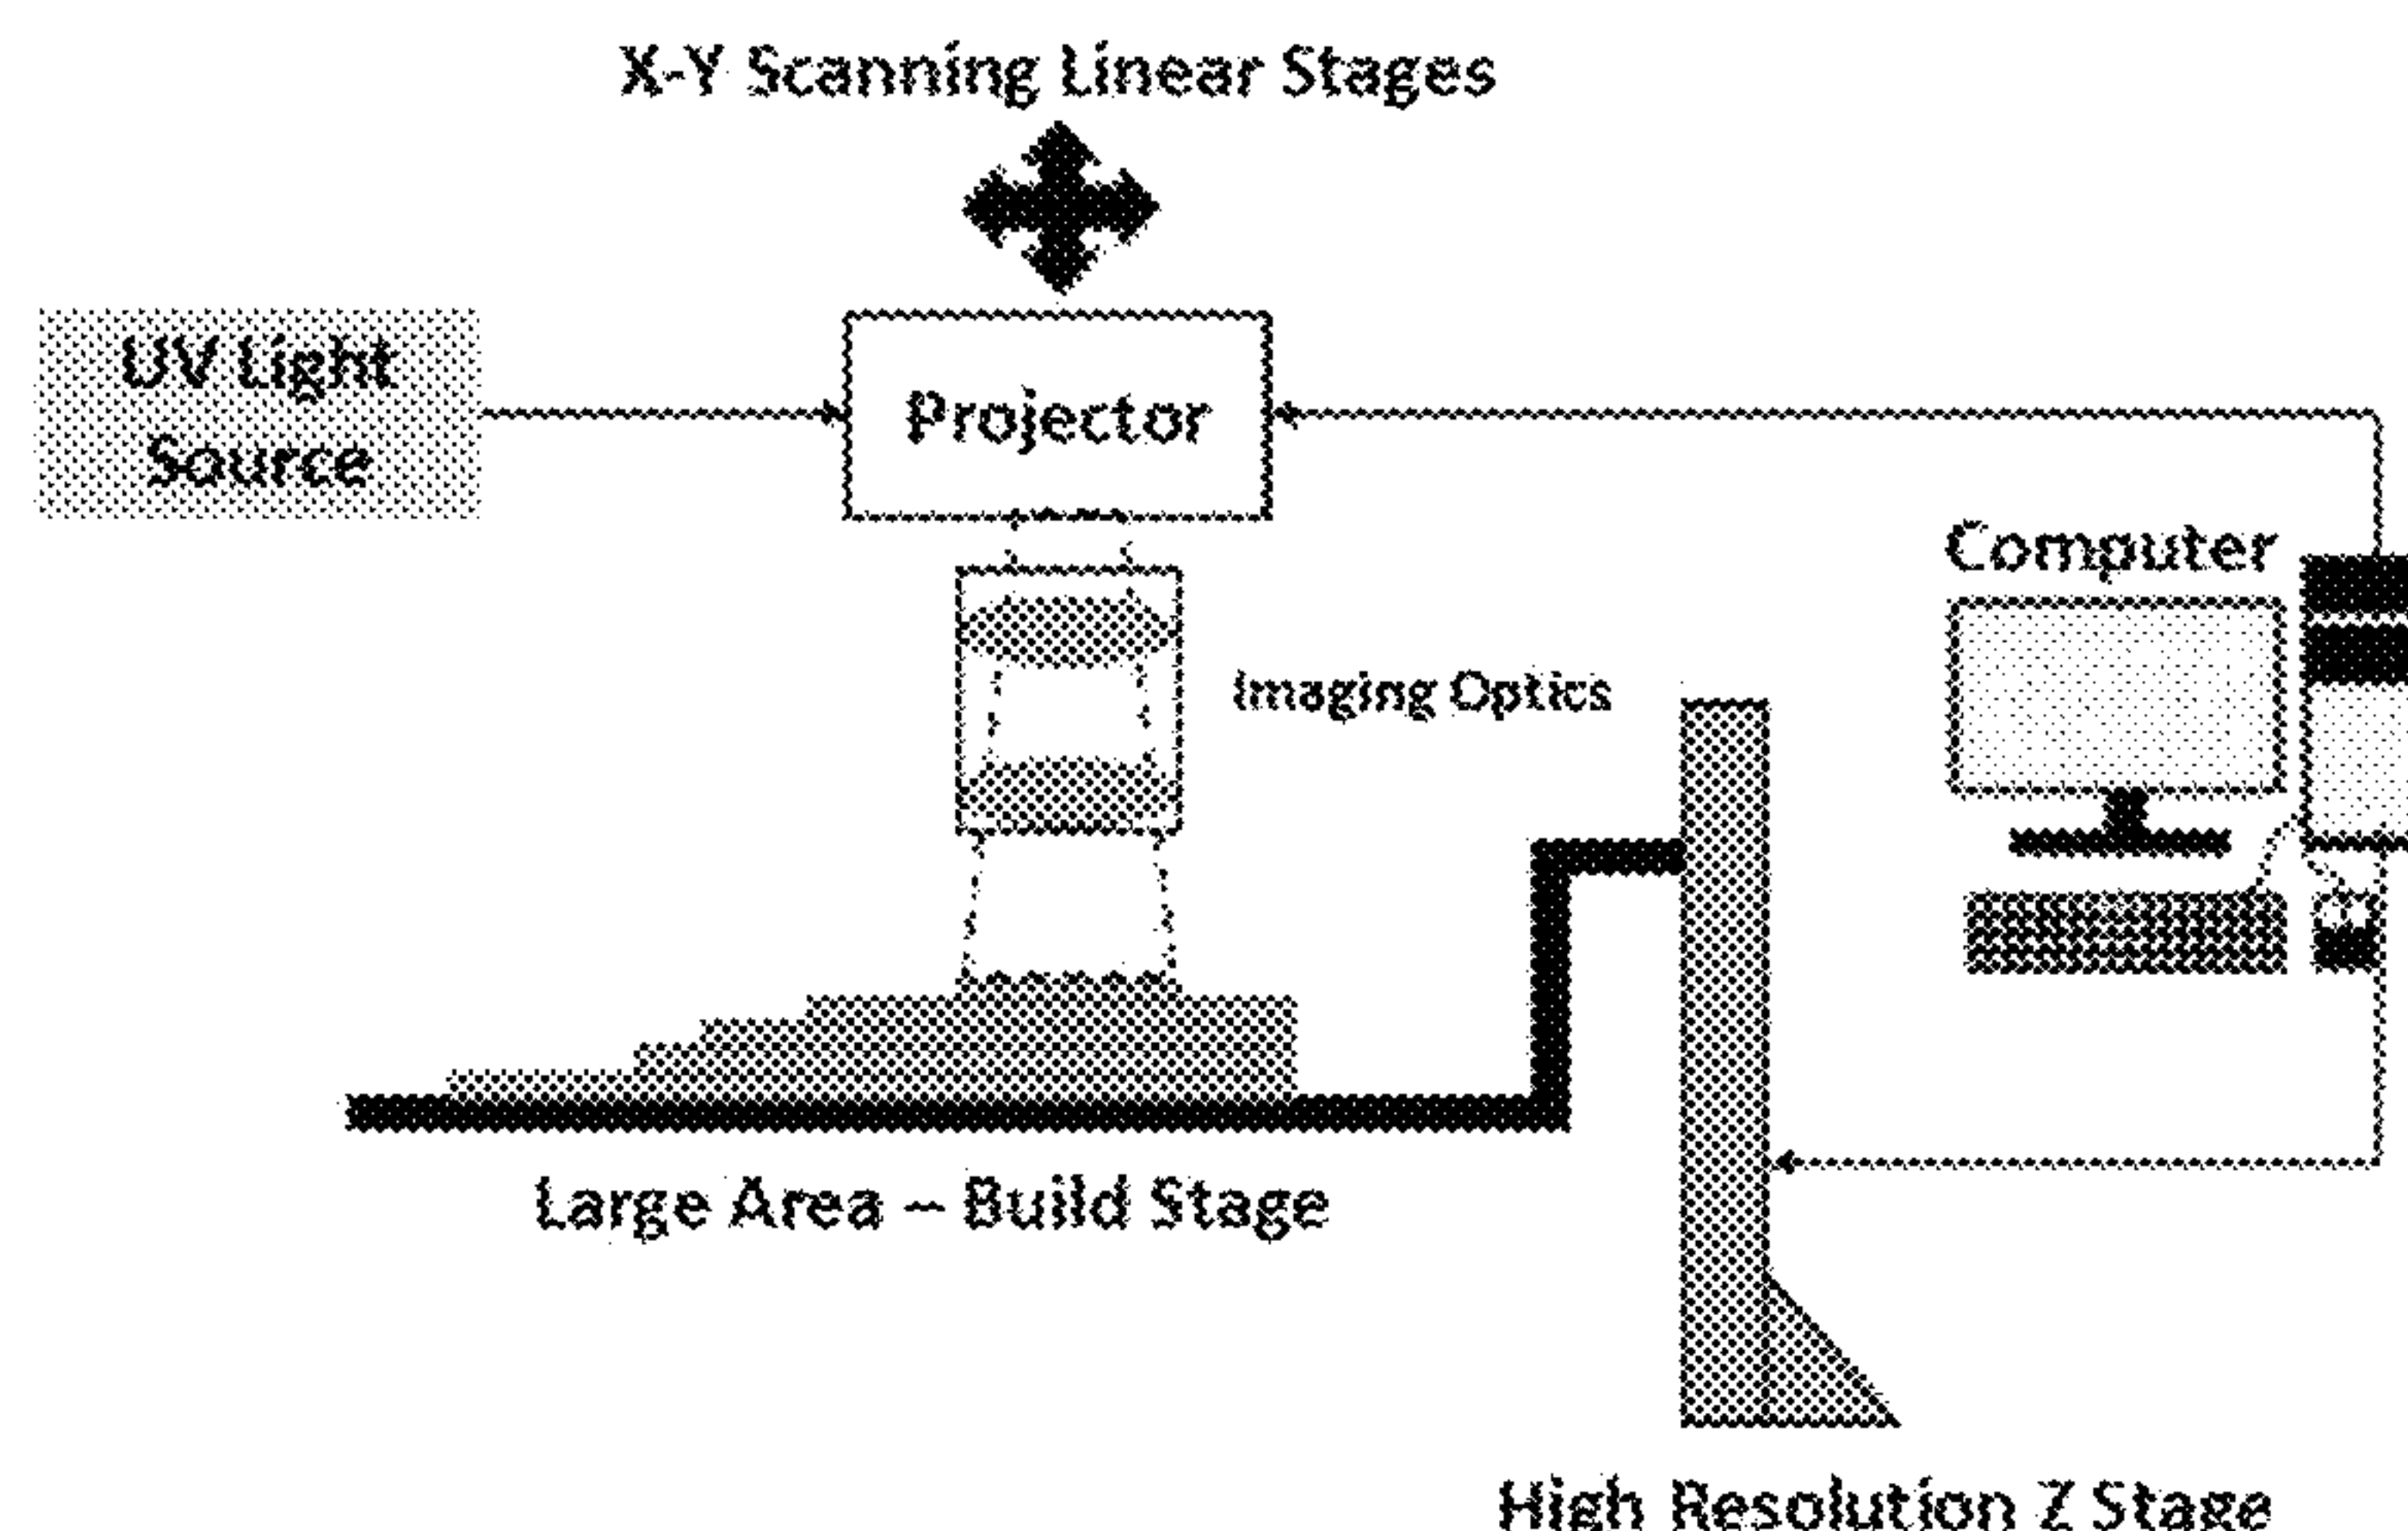 X-Y Scanning Linear Stages
UV Light
Source
Projector
Computer
Imaging Optics
Large Area – Build Stage
High Resolution Z Stage